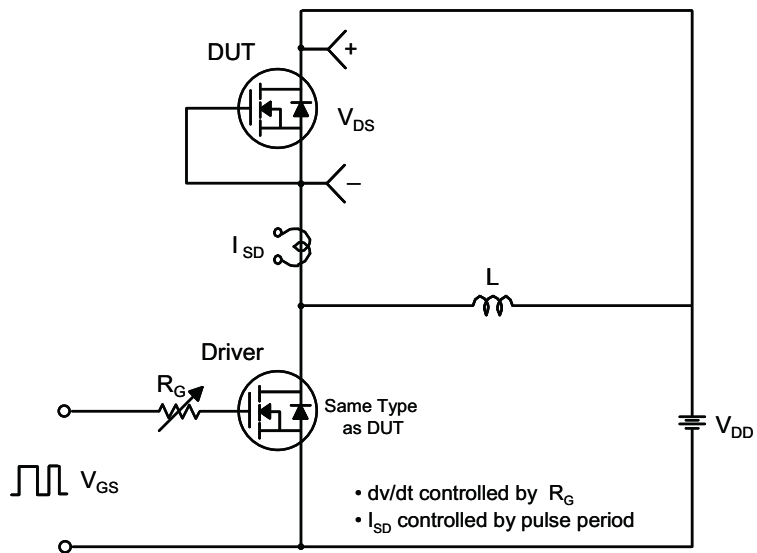 DUT
+
V_DS
–
I_SD
L
Driver
R_G
Same Type
as DUT
V_DD
V_GS
• dv/dt controlled by R_G
• I_SD controlled by pulse period